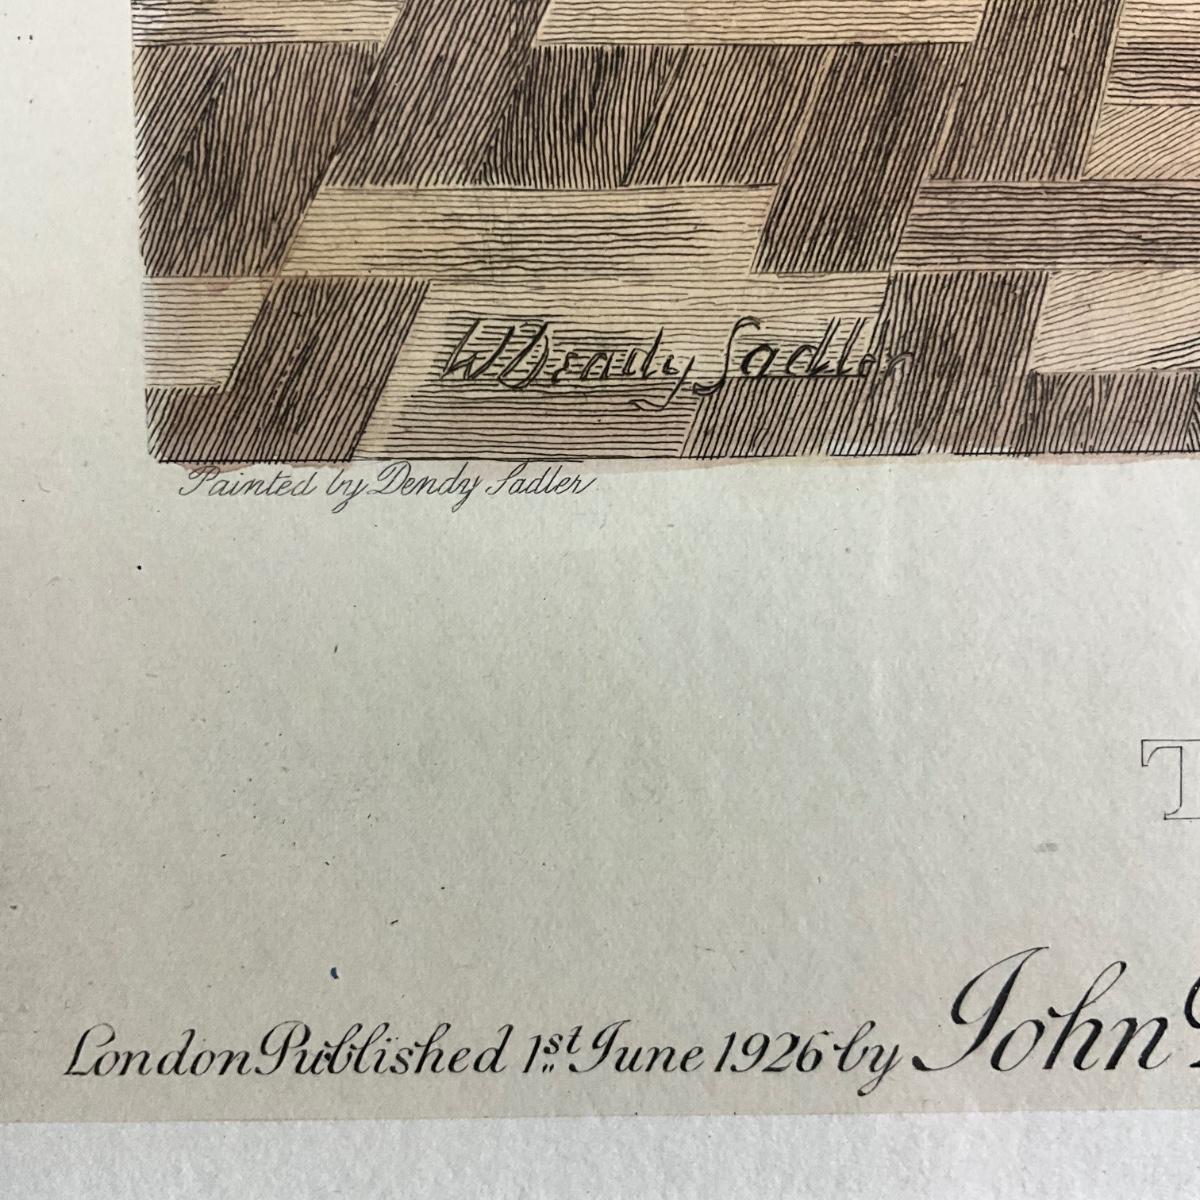 W Dendy Sadler
Painted by Dendy Sadler
T
London Published 1st June 1926 by John